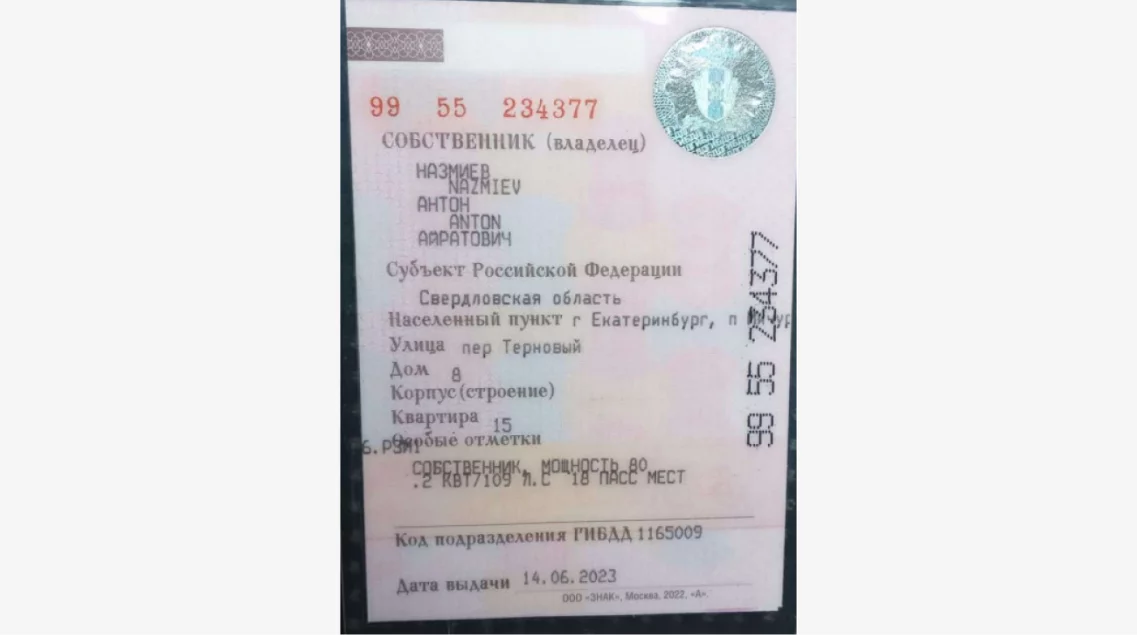 99 55 234377
СОБСТВЕННИК (владелец)
НАЗМИЕВ
NAZMIEV
АНТОН
ANTON
АЙРАТОВИЧ
Субъект Российской Федерации
Свердловская область
Населенный пункт г Екатеринбург, п
Улица пер Терновый
Дом 8
Корпус (строение)
Квартира 15
Особые отметки
СОБСТВЕННИК, МОЩНОСТЬ 80
.2 КВТ/109 Л.С 18 ПАСС МЕСТ
Код подразделения ГИБДД 1165009
Дата выдачи 14.06.2023
ООО «ЗНАК», Москва, 2022, «А».
99 55 234377